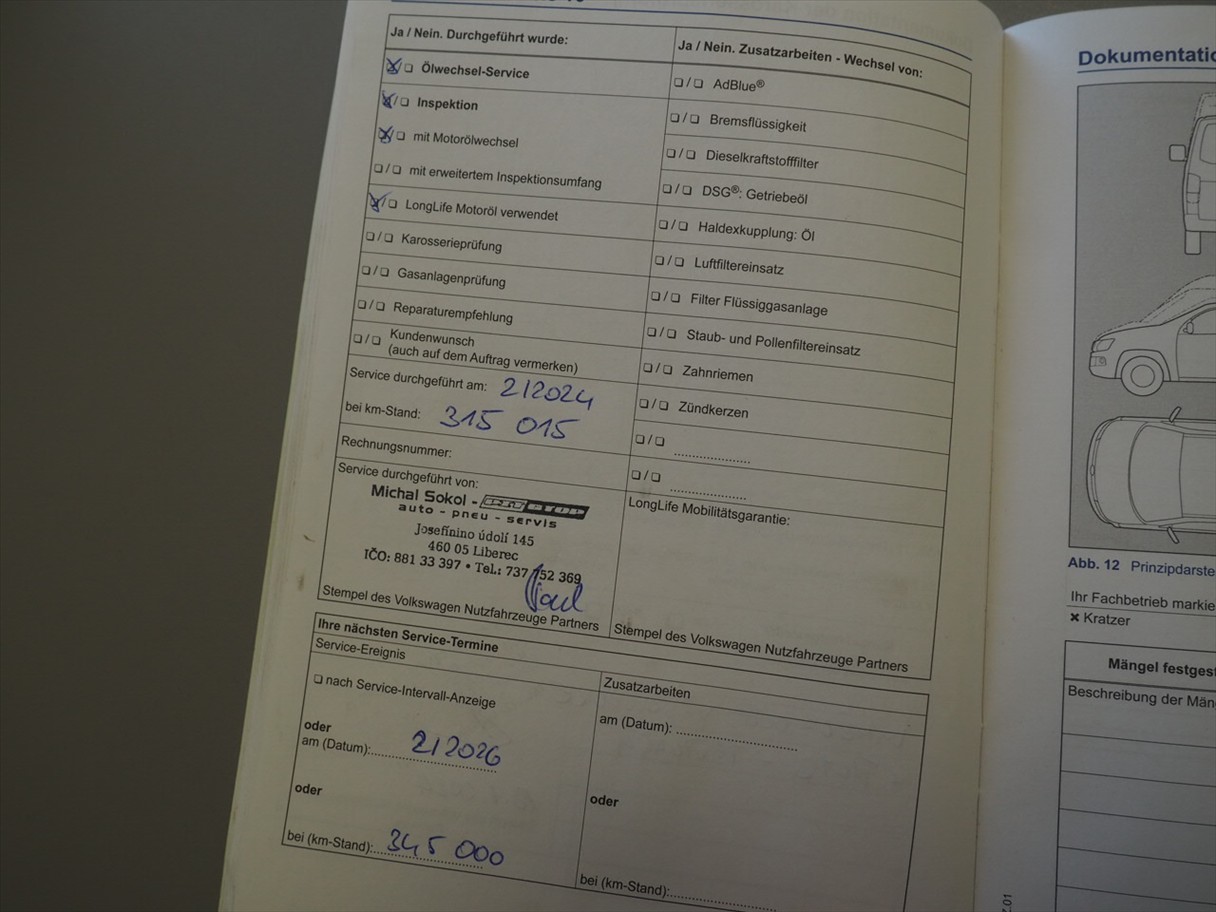 Ja / Nein. Durchgeführt wurde:
☒/❏ Ölwechsel-Service
☒/❏ Inspektion
☒/❏ mit Motorölwechsel
❏/❏ mit erweitertem Inspektionsumfang
☒/❏ LongLife Motoröl verwendet
❏/❏ Karosserieprüfung
❏/❏ Gasanlagenprüfung
❏/❏ Reparaturempfehlung
❏/❏ Kundenwunsch
(auch auf dem Auftrag vermerken)
Service durchgeführt am: 2/2024
bei km-Stand: 315 015
Rechnungsnummer:
Service durchgeführt von:
Michal Sokol - PIT STOP
auto - pneu - servis
Josefínino údolí 145
460 05 Liberec
IČO: 881 33 397 • Tel.: 737 752 369
Stempel des Volkswagen Nutzfahrzeuge Partners
Ja / Nein. Zusatzarbeiten - Wechsel von:
❏/❏ AdBlue®
❏/❏ Bremsflüssigkeit
❏/❏ Dieselkraftstofffilter
❏/❏ DSG®: Getriebeöl
❏/❏ Haldexkupplung: Öl
❏/❏ Luftfiltereinsatz
❏/❏ Filter Flüssiggasanlage
❏/❏ Staub- und Pollenfiltereinsatz
❏/❏ Zahnriemen
❏/❏ Zündkerzen
❏/❏ ....................
❏/❏ ....................
LongLife Mobilitätsgarantie:
Stempel des Volkswagen Nutzfahrzeuge Partners
Ihre nächsten Service-Termine
Service-Ereignis
❏ nach Service-Intervall-Anzeige
oder
am (Datum): 2/2026
oder
bei (km-Stand): 345 000
Zusatzarbeiten
am (Datum): ................................
oder
bei (km-Stand): ............................
Dokumentatio
Abb. 12 Prinzipdarste
Ihr Fachbetrieb markie
✖ Kratzer
Mängel festgest
Beschreibung der Män